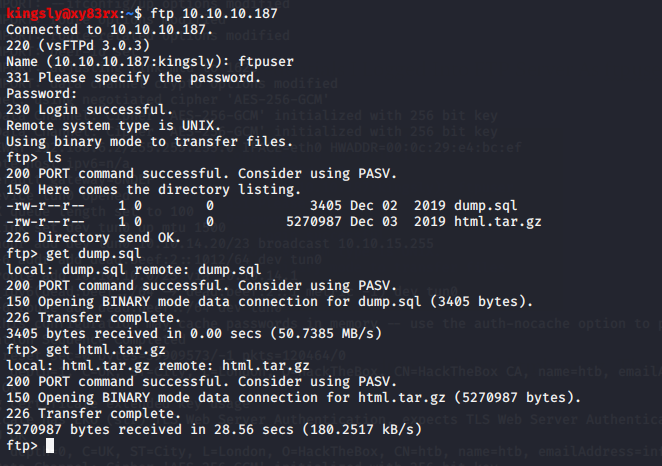 kingsly@xy83rx:~$ ftp 10.10.10.187
Connected to 10.10.10.187.
220 (vsFTPd 3.0.3)
Name (10.10.10.187:kingsly): ftpuser
331 Please specify the password.
Password:
230 Login successful.
Remote system type is UNIX.
Using binary mode to transfer files.
ftp> ls
200 PORT command successful. Consider using PASV.
150 Here comes the directory listing.
-rw-r--r-- 1 0 0 3405 Dec 02 2019 dump.sql
-rw-r--r-- 1 0 0 5270987 Dec 03 2019 html.tar.gz
226 Directory send OK.
ftp> get dump.sql
local: dump.sql remote: dump.sql
200 PORT command successful. Consider using PASV.
150 Opening BINARY mode data connection for dump.sql (3405 bytes).
226 Transfer complete.
3405 bytes received in 0.00 secs (50.7385 MB/s)
ftp> get html.tar.gz
local: html.tar.gz remote: html.tar.gz
200 PORT command successful. Consider using PASV.
150 Opening BINARY mode data connection for html.tar.gz (5270987 bytes).
226 Transfer complete.
5270987 bytes received in 28.56 secs (180.2517 kB/s)
ftp>